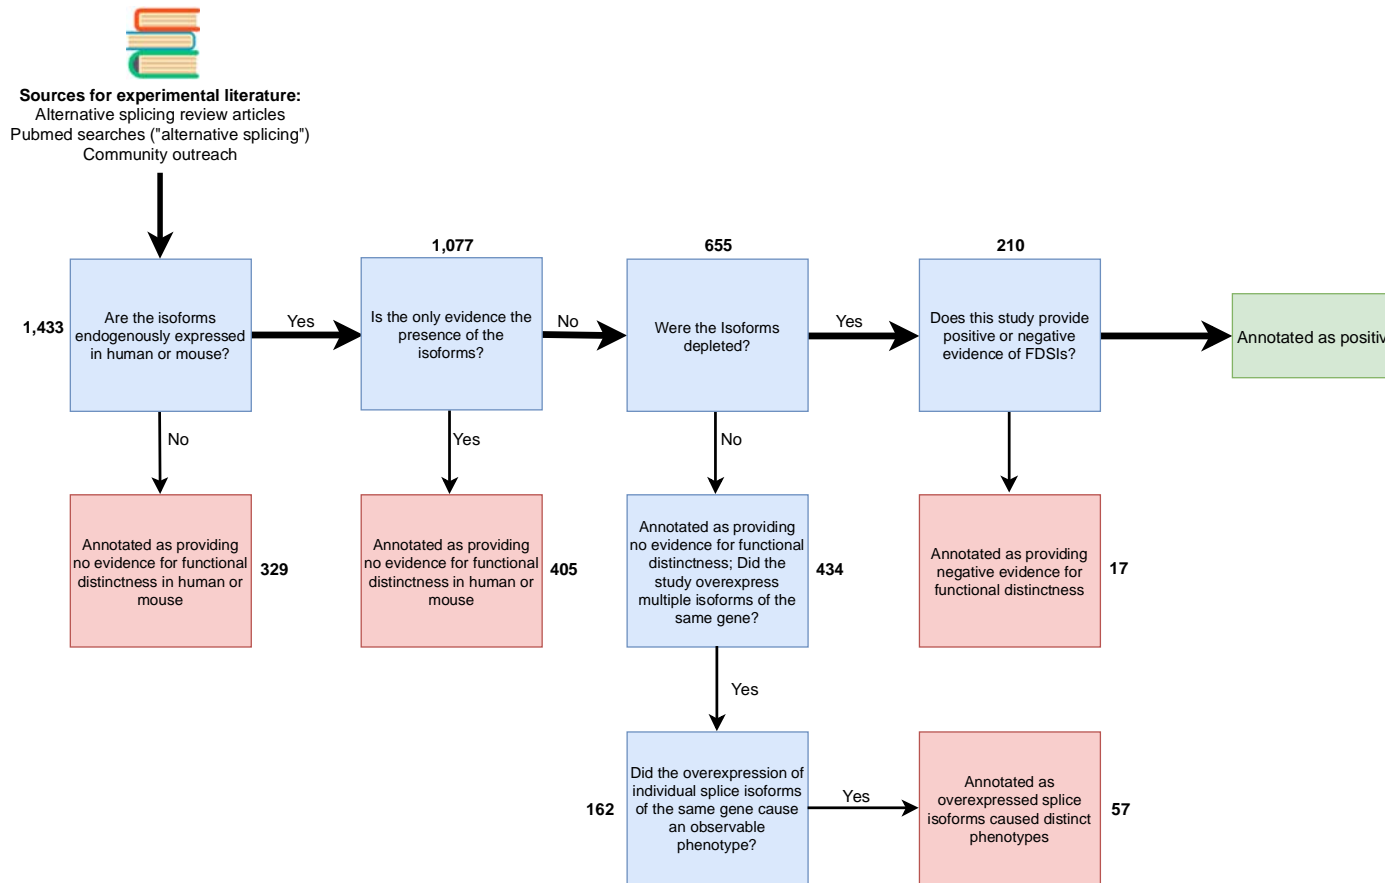 Sources for experimental literature:
Alternative splicing review articles
Pubmed searches ("alternative splicing")
Community outreach
1,077
655
210
1,433
Are the isoforms
endogenously expressed
in human or mouse?
Yes
Is the only evidence the
presence of the
isoforms?
No
Were the Isoforms
depleted?
Yes
Does this study provide
positive or negative
evidence of FDSIs?
Annotated as positiv
No
Yes
No
Annotated as providing
no evidence for functional
distinctness in human or
mouse
329
Annotated as providing
no evidence for functional
distinctness in human or
mouse
405
Annotated as providing
no evidence for functional
distinctness; Did the
study overexpress
multiple isoforms of the
same gene?
434
Annotated as providing
negative evidence for
functional distinctness
17
Yes
162
Did the overexpression of
individual splice isoforms
of the same gene cause
an observable
phenotype?
Yes
Annotated as
overexpressed splice
isoforms caused distinct
phenotypes
57